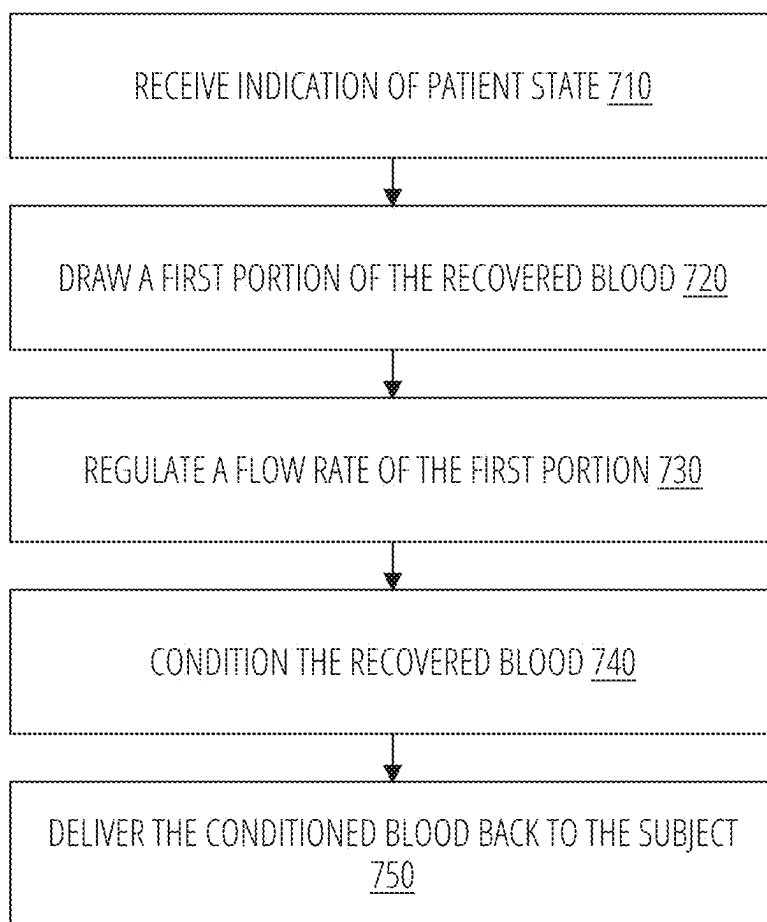 RECEIVE INDICATION OF PATIENT STATE 710
DRAW A FIRST PORTION OF THE RECOVERED BLOOD 720
REGULATE A FLOW RATE OF THE FIRST PORTION 730
CONDITION THE RECOVERED BLOOD 740
DELIVER THE CONDITIONED BLOOD BACK TO THE SUBJECT
750